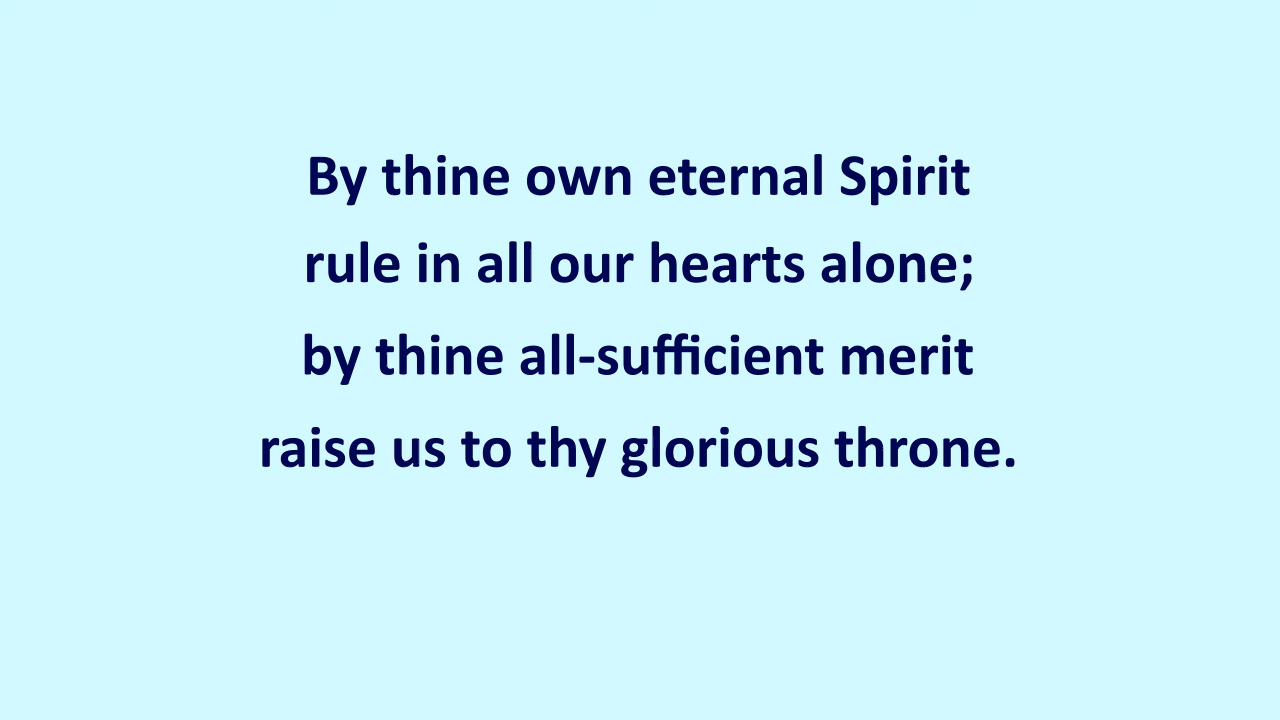 By thine own eternal Spirit
rule in all our hearts alone;
by thine all-sufficient merit
raise us to thy glorious throne.